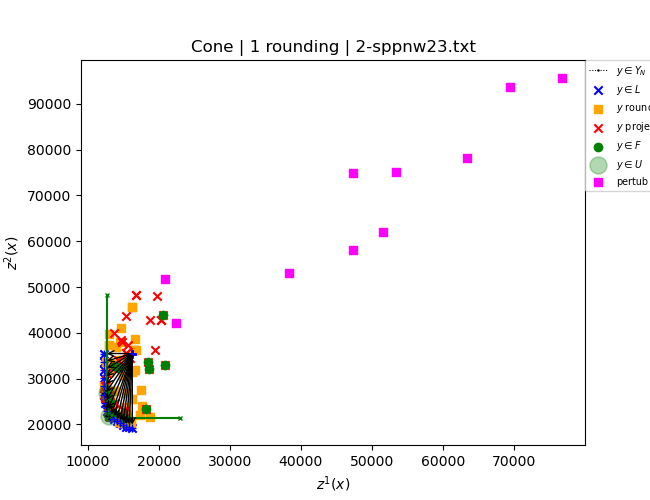 Cone | 1 rounding | 2-sppnw23.txt
z²(x)
90000
80000
70000
60000
50000
40000
30000
20000
10000 20000 30000 40000 50000 60000 70000
z¹(x)
y ∈ Y_N
y ∈ L
y roun
y proje
y ∈ F
y ∈ U
pertub